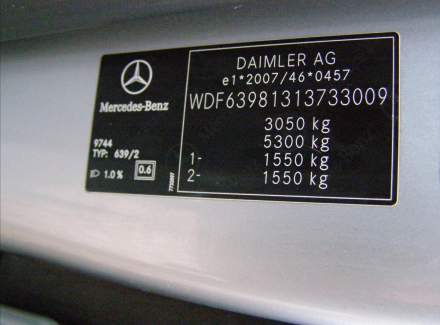 Mercedes-Benz
9744
TYP: 639/2
1.0 %
0.6
DAIMLER AG
e1*2007/46*0457
WDF63981313733009
3050 kg
5300 kg
1- 1550 kg
2- 1550 kg